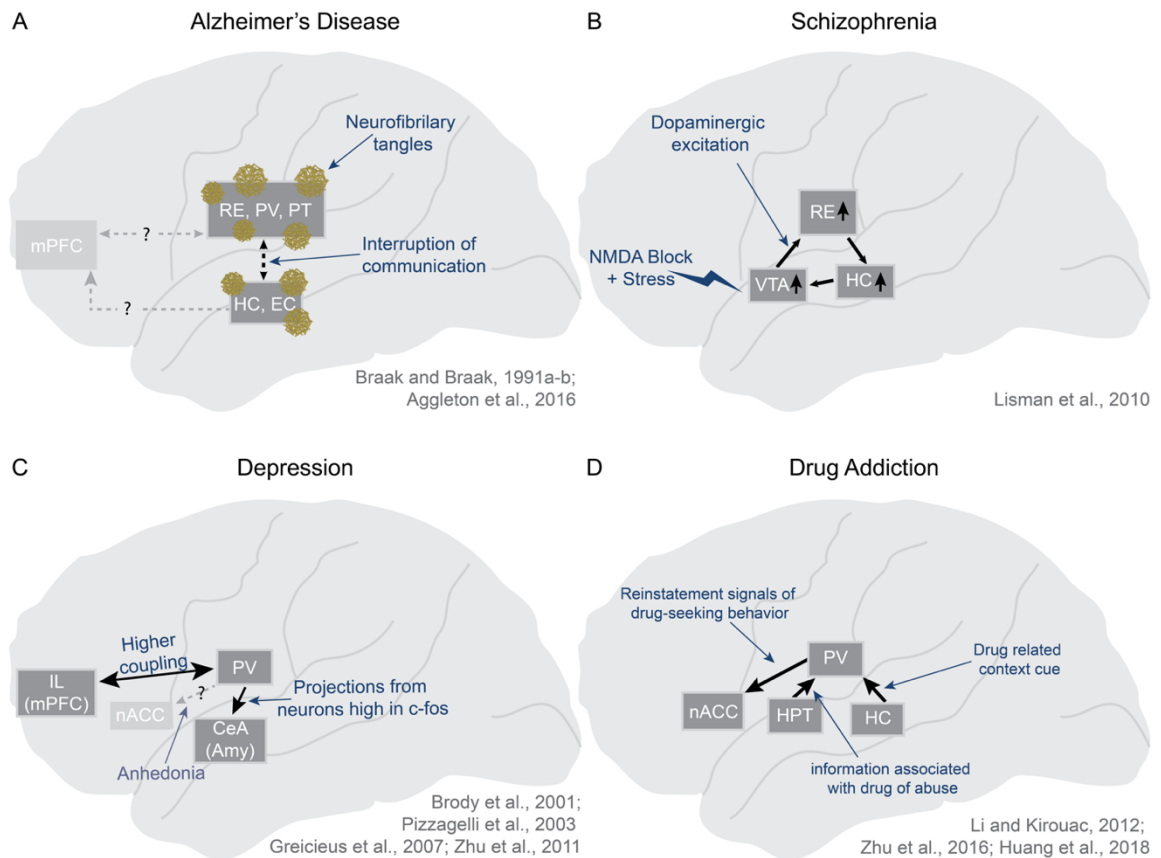 A
Alzheimer's Disease
Neurofibrilary
tangles
RE, PV, PT
mPFC
?
Interruption of
communication
HC, EC
?
Braak and Braak, 1991a-b;
Aggleton et al., 2016
B
Schizophrenia
Dopaminergic
excitation
RE
NMDA Block
+ Stress
VTA
HC
Lisman et al., 2010
C
Depression
Higher
coupling
PV
IL
(mPFC)
?
nACC
Projections from
neurons high in c-fos
CeA
(Amy)
Anhedonia
Brody et al., 2001;
Pizzagelli et al., 2003
Greicieus et al., 2007; Zhu et al., 2011
D
Drug Addiction
Reinstatement signals of
drug-seeking behavior
PV
Drug related
context cue
nACC
HPT
HC
information associated
with drug of abuse
Li and Kirouac, 2012;
Zhu et al., 2016; Huang et al., 2018